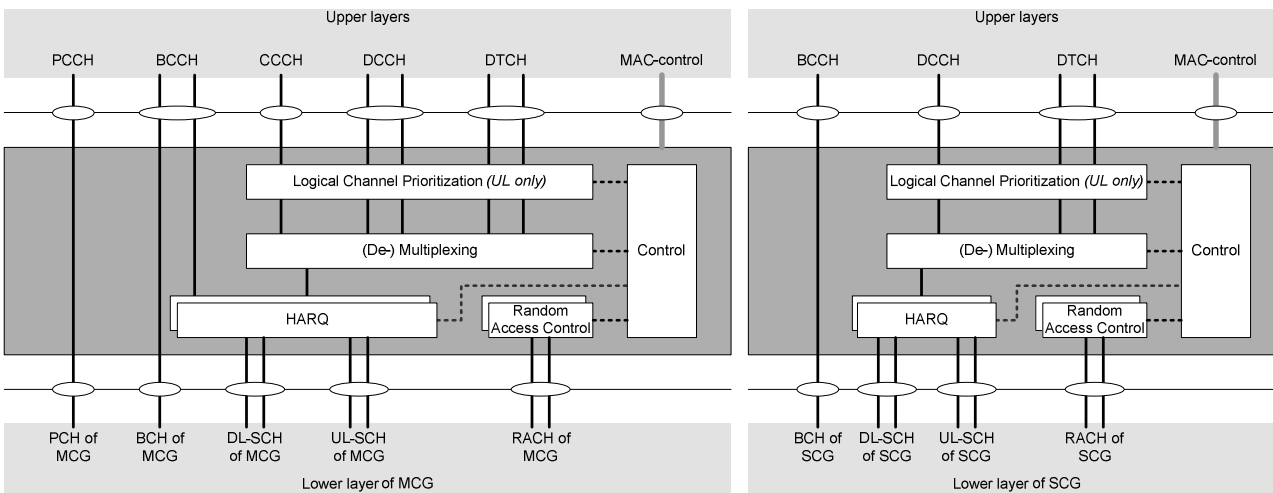 Upper layers
PCCH BCCH CCCH DCCH DTCH MAC-control
Logical Channel Prioritization (UL only)
(De-) Multiplexing
Control
HARQ
Random
Access Control
PCH of
MCG
BCH of
MCG
DL-SCH
of MCG
UL-SCH
of MCG
RACH of
MCG
Lower layer of MCG
Upper layers
BCCH DCCH DTCH MAC-control
Logical Channel Prioritization (UL only)
(De-) Multiplexing
Control
HARQ
Random
Access Control
BCH of
SCG
DL-SCH
of SCG
UL-SCH
of SCG
RACH of
SCG
Lower layer of SCG